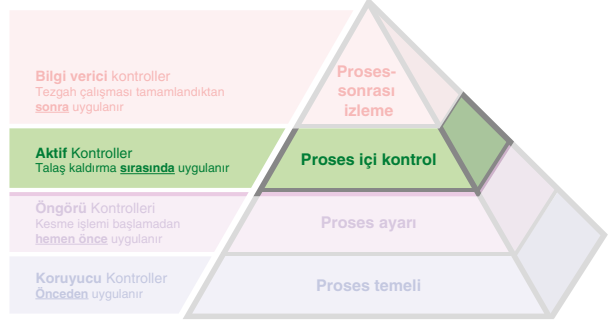 Bilgi verici kontroller
Tezgah çalışması tamamlandıktan
sonra uygulanır
Proses-
sonrası
izleme
Aktif Kontroller
Talaş kaldırma sırasında uygulanır
Proses içi kontrol
Öngörü Kontrolleri
Kesme işlemi başlamadan
hemen önce uygulanır
Proses ayarı
Koruyucu Kontroller
Önceden uygulanır
Proses temeli